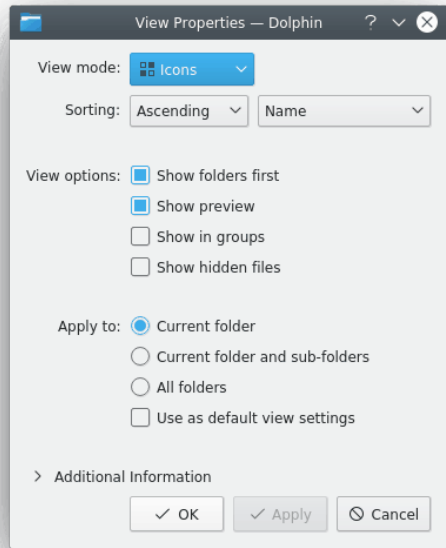 View Properties — Dolphin
View mode: Icons
Sorting: Ascending Name
View options: Show folders first
Show preview
Show in groups
Show hidden files
Apply to: Current folder
Current folder and sub-folders
All folders
Use as default view settings
Additional Information
OK Apply Cancel